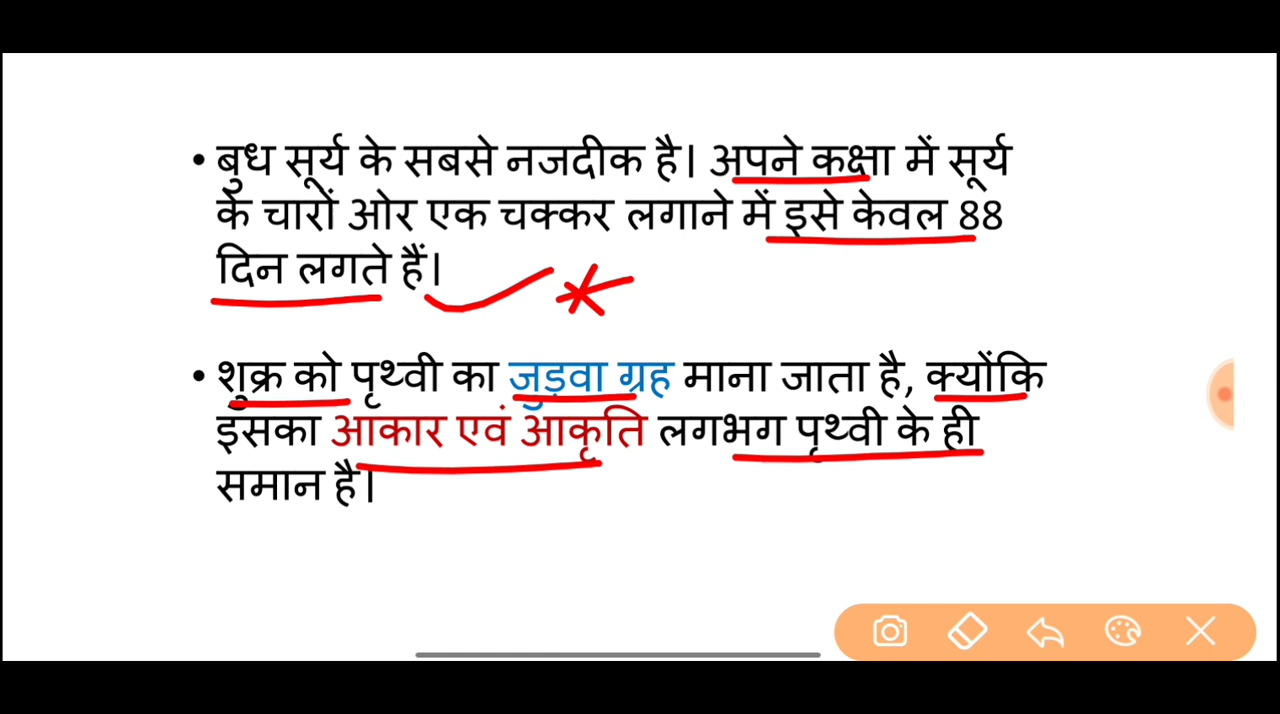 • बुध सूर्य के सबसे नजदीक है। अपने कक्षा में सूर्य
के चारों ओर एक चक्कर लगाने में इसे केवल 88
दिन लगते हैं।
• शुक्र को पृथ्वी का जुड़वा ग्रह माना जाता है, क्योंकि
इसका आकार एवं आकृति लगभग पृथ्वी के ही
समान है।